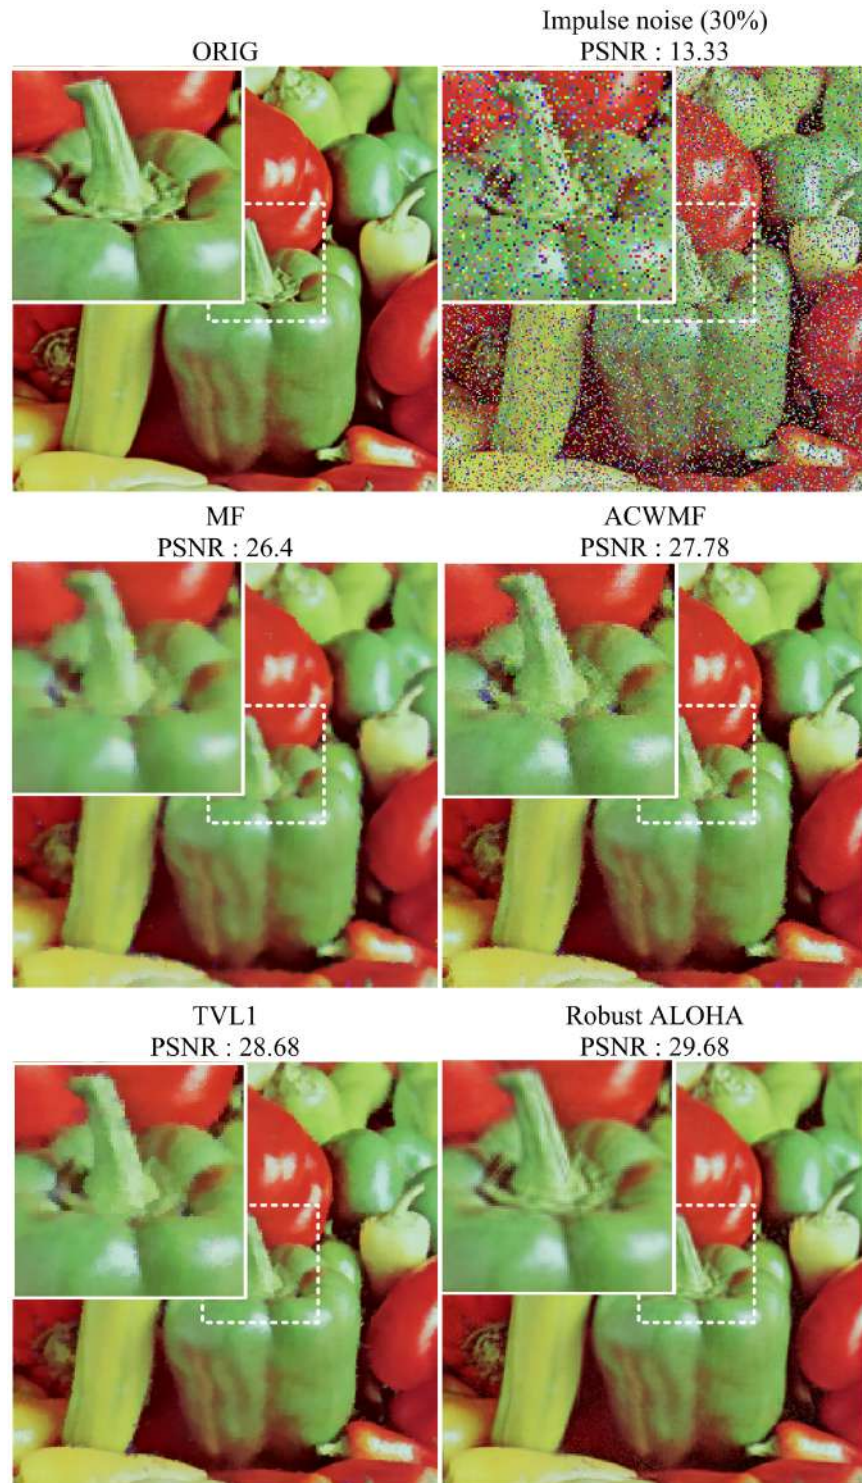 ORIG
Impulse noise (30%)
PSNR : 13.33
MF
PSNR : 26.4
ACWMF
PSNR : 27.78
TVL1
PSNR : 28.68
Robust ALOHA
PSNR : 29.68